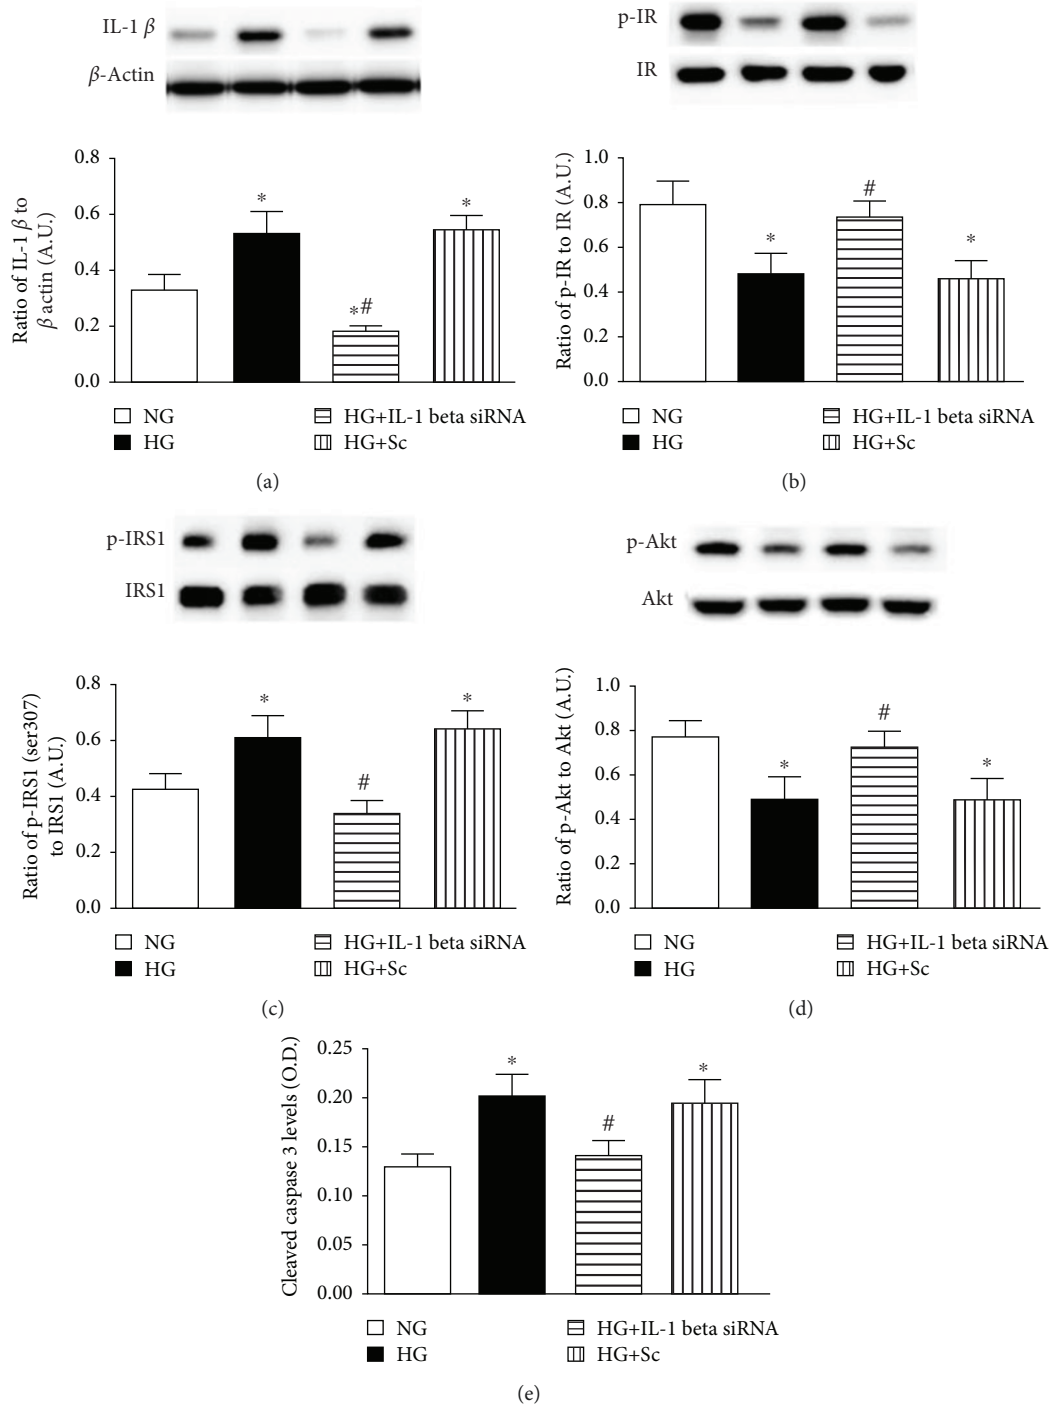 IL-1 β
β-Actin
Ratio of IL-1 β to
β actin (A.U.)
0.8
0.6
0.4
0.2
0.0
*
*#
*
NG
HG
HG+IL-1 beta siRNA
HG+Sc
(a)
p-IR
IR
Ratio of p-IR to IR (A.U.)
1.0
0.8
0.6
0.4
0.2
0.0
*
#
*
NG
HG
HG+IL-1 beta siRNA
HG+Sc
(b)
p-IRS1
IRS1
Ratio of p-IRS1 (ser307)
to IRS1 (A.U.)
0.8
0.6
0.4
0.2
0.0
*
#
*
NG
HG
HG+IL-1 beta siRNA
HG+Sc
(c)
p-Akt
Akt
Ratio of p-Akt to Akt (A.U.)
1.0
0.8
0.6
0.4
0.2
0.0
*
#
*
NG
HG
HG+IL-1 beta siRNA
HG+Sc
(d)
Cleaved caspase 3 levels (O.D.)
0.25
0.20
0.15
0.10
0.05
0.00
*
#
*
NG
HG
HG+IL-1 beta siRNA
HG+Sc
(e)